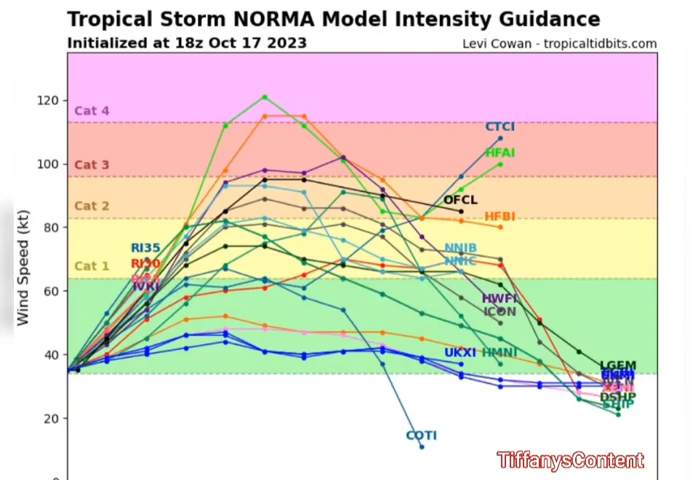 Tropical Storm NORMA Model Intensity Guidance
Initialized at 18z Oct 17 2023
Levi Cowan - tropicaltidbits.com
120
Cat 4
CTCI
100
HFAI
Cat 3
OFCL
Cat 2
HFBI
80
RI35
NNIB
RI30
NNIC
Cat 1
IVRI
60
HWFI
ICON
Wind Speed (kt)
UKXI HMNI
40
LGEM
DSHP
SHIP
COTI
20
TiffanysContent